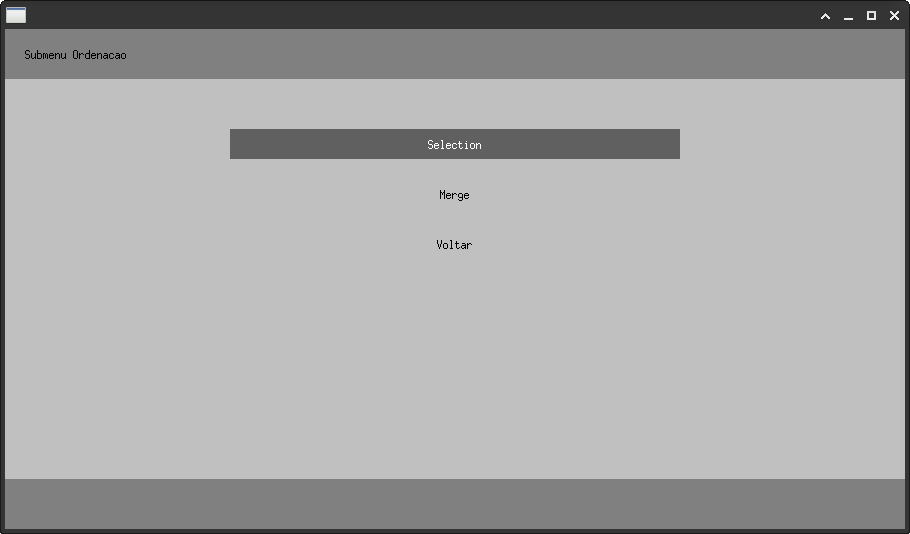 Submenu Ordenacao
Selection
Merge
Voltar